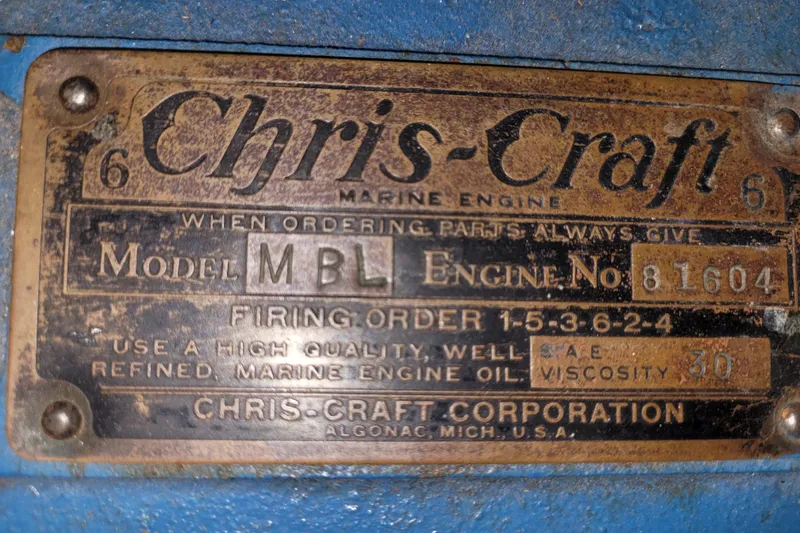 6 Chris-Craft 6
MARINE ENGINE
WHEN ORDERING PARTS ALWAYS GIVE
MODEL MBL ENGINE NO 81604
FIRING ORDER 1-5-3-6-2-4
USE A HIGH QUALITY, WELL S.A.E.
REFINED, MARINE ENGINE OIL, VISCOSITY 30
CHRIS-CRAFT CORPORATION
ALGONAC, MICH., U.S.A.